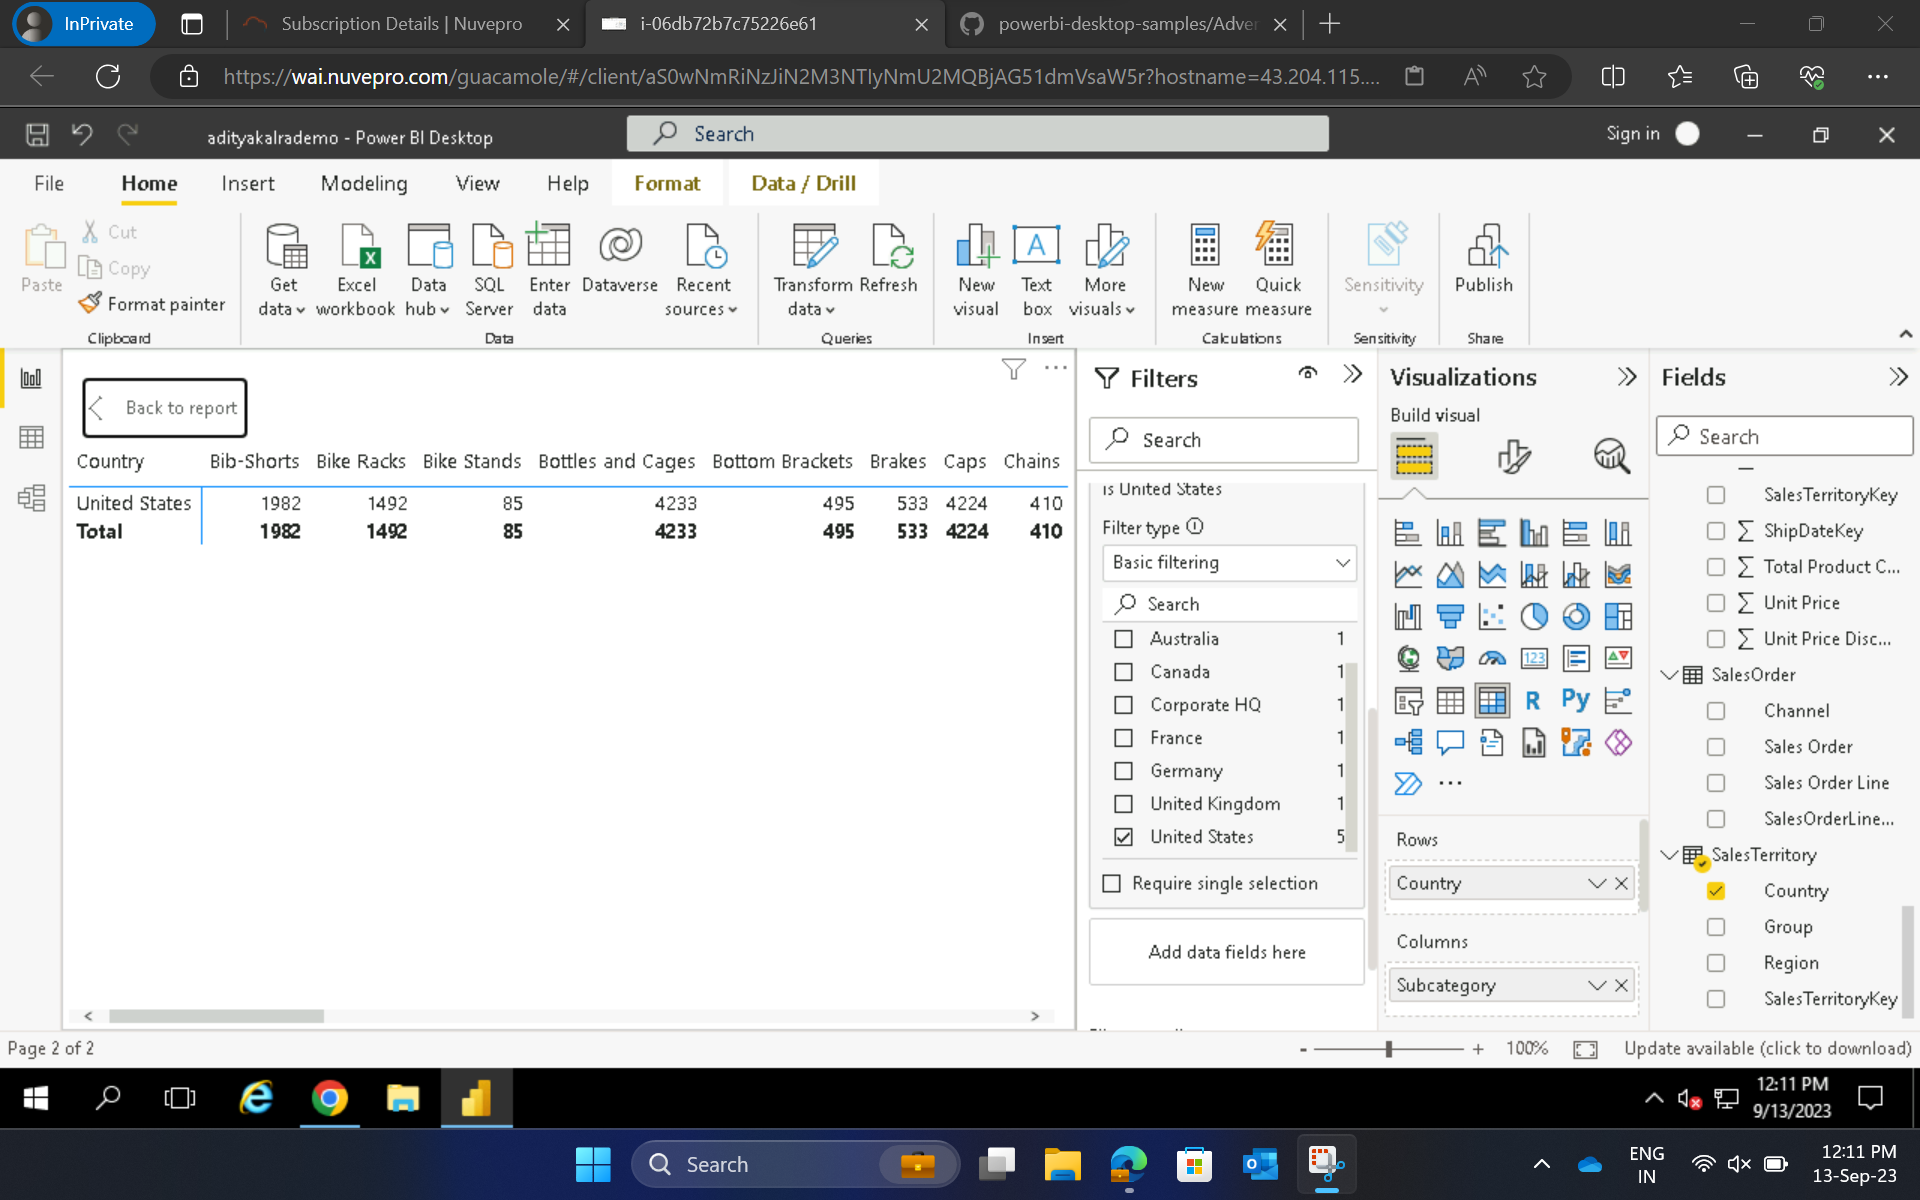 InPrivate
Subscription Details | Nuvepro
i-06db72b7c75226e61
powerbi-desktop-samples/Adver
https://wai.nuvepro.com/guacamole/#/client/aS0wNmRiNzJiN2M3NTIyNmU2MQBjAG51dmVsaW5r?hostname=43.204.115....
adityakalrademo - Power BI Desktop
Search
Sign in
File
Home
Insert
Modeling
View
Help
Format
Data / Drill
Paste
Cut
Copy
Format painter
Clipboard
Get data
Excel workbook
Data hub
SQL Server
Enter data
Dataverse
Recent sources
Data
Transform data
Refresh
Queries
New visual
Text box
More visuals
Insert
New measure
Quick measure
Calculations
Sensitivity
Sensitivity
Publish
Share
Back to report
Country Bib-Shorts Bike Racks Bike Stands Bottles and Cages Bottom Brackets Brakes Caps Chains
United States 1982 1492 85 4233 495 533 4224 410
Total 1982 1492 85 4233 495 533 4224 410
Filters
Search
is United States
Filter type
Basic filtering
Search
Australia 1
Canada 1
Corporate HQ 1
France 1
Germany 1
United Kingdom 1
United States 5
Require single selection
Add data fields here
Visualizations
Build visual
123
R
Py
Rows
Country
Columns
Subcategory
Fields
Search
SalesTerritoryKey
ShipDateKey
Total Product C...
Unit Price
Unit Price Disc...
SalesOrder
Channel
Sales Order
Sales Order Line
SalesOrderLine...
SalesTerritory
Country
Group
Region
SalesTerritoryKey
Page 2 of 2
100%
Update available (click to download)
12:11 PM
9/13/2023
Search
ENG
IN
12:11 PM
13-Sep-23